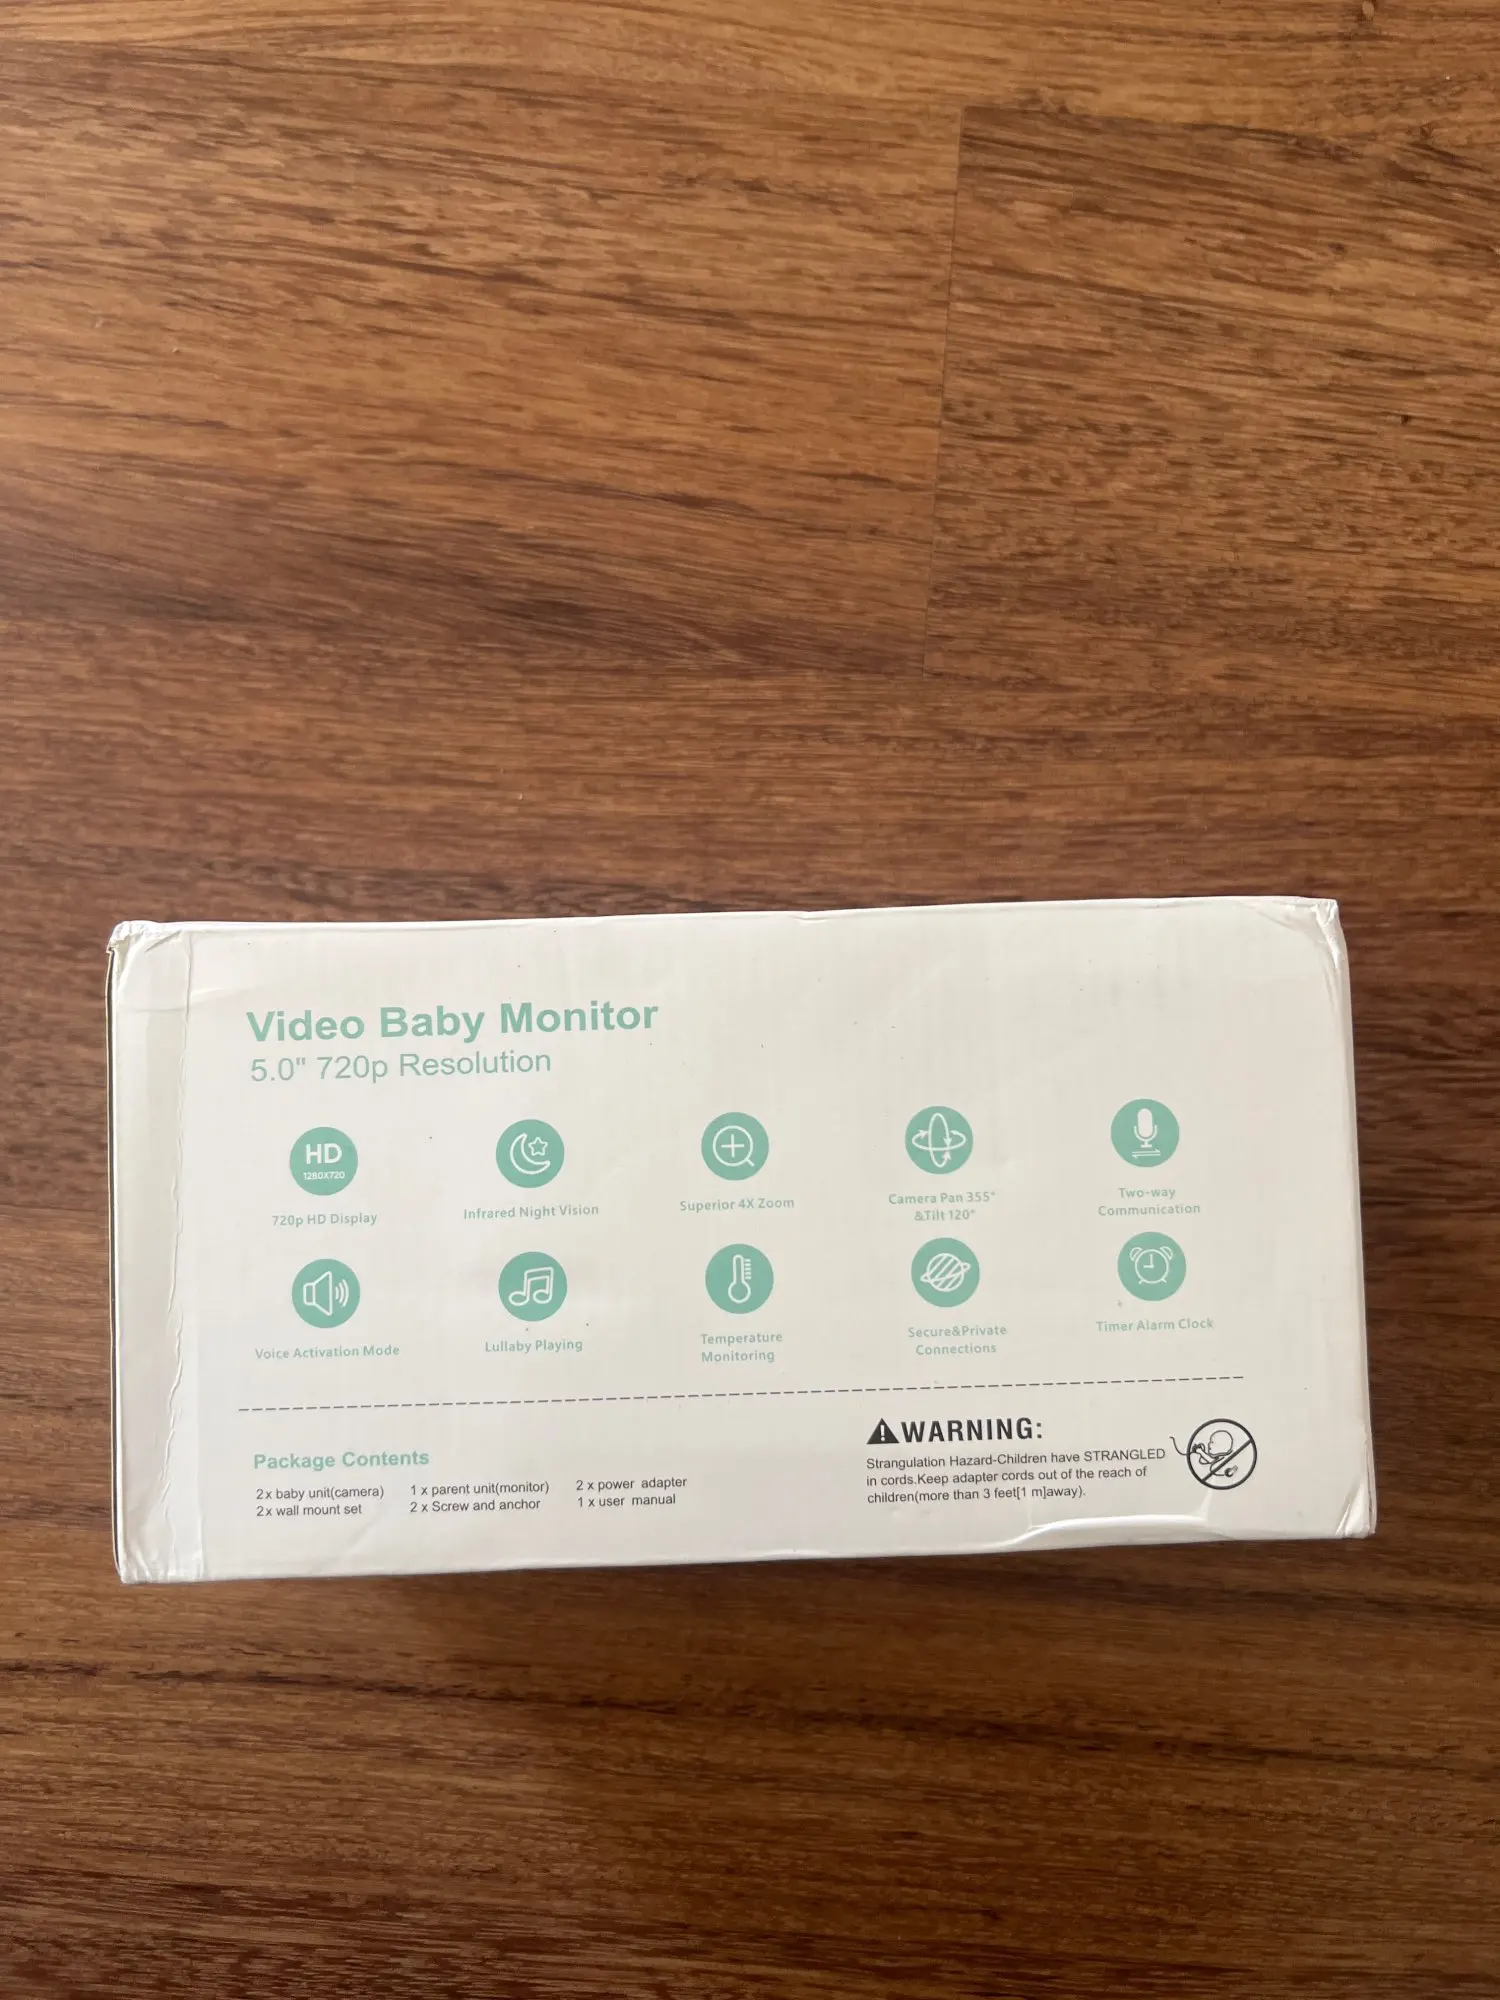 Video Baby Monitor
5.0" 720p Resolution
HD
1280X720
720p HD Display
Infrared Night Vision
Superior 4X Zoom
Camera Pan 355°
&Tilt 120°
Two-way
Communication
Voice Activation Mode
Lullaby Playing
Temperature
Monitoring
Secure&Private
Connections
Timer Alarm Clock
Package Contents
2x baby unit(camera)
1 x parent unit(monitor)
2 x power adapter
2x wall mount set
2 x Screw and anchor
1 x user manual
WARNING:
Strangulation Hazard-Children have STRANGLED
in cords.Keep adapter cords out of the reach of
children(more than 3 feet[1 m]away).